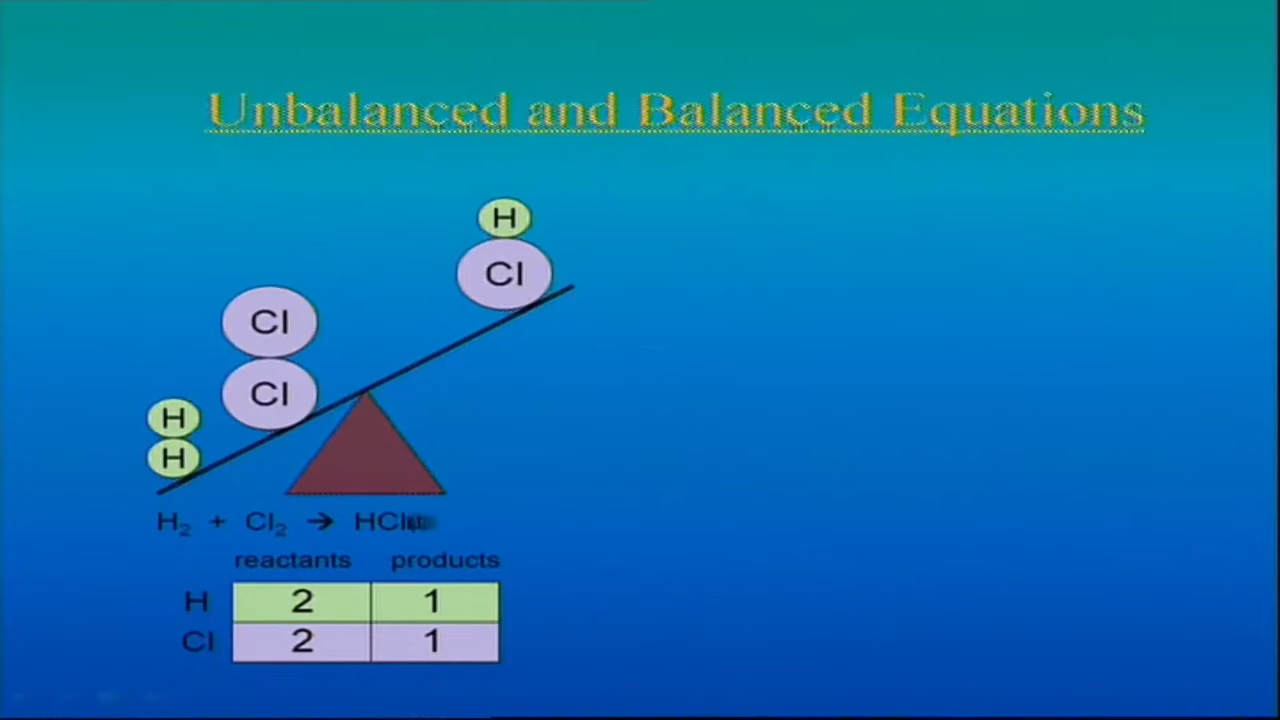 Unbalanced and Balanced Equations
H
Cl
Cl
Cl
H
H
H₂ + Cl₂ → HCl
reactants products
H 2 1
Cl 2 1